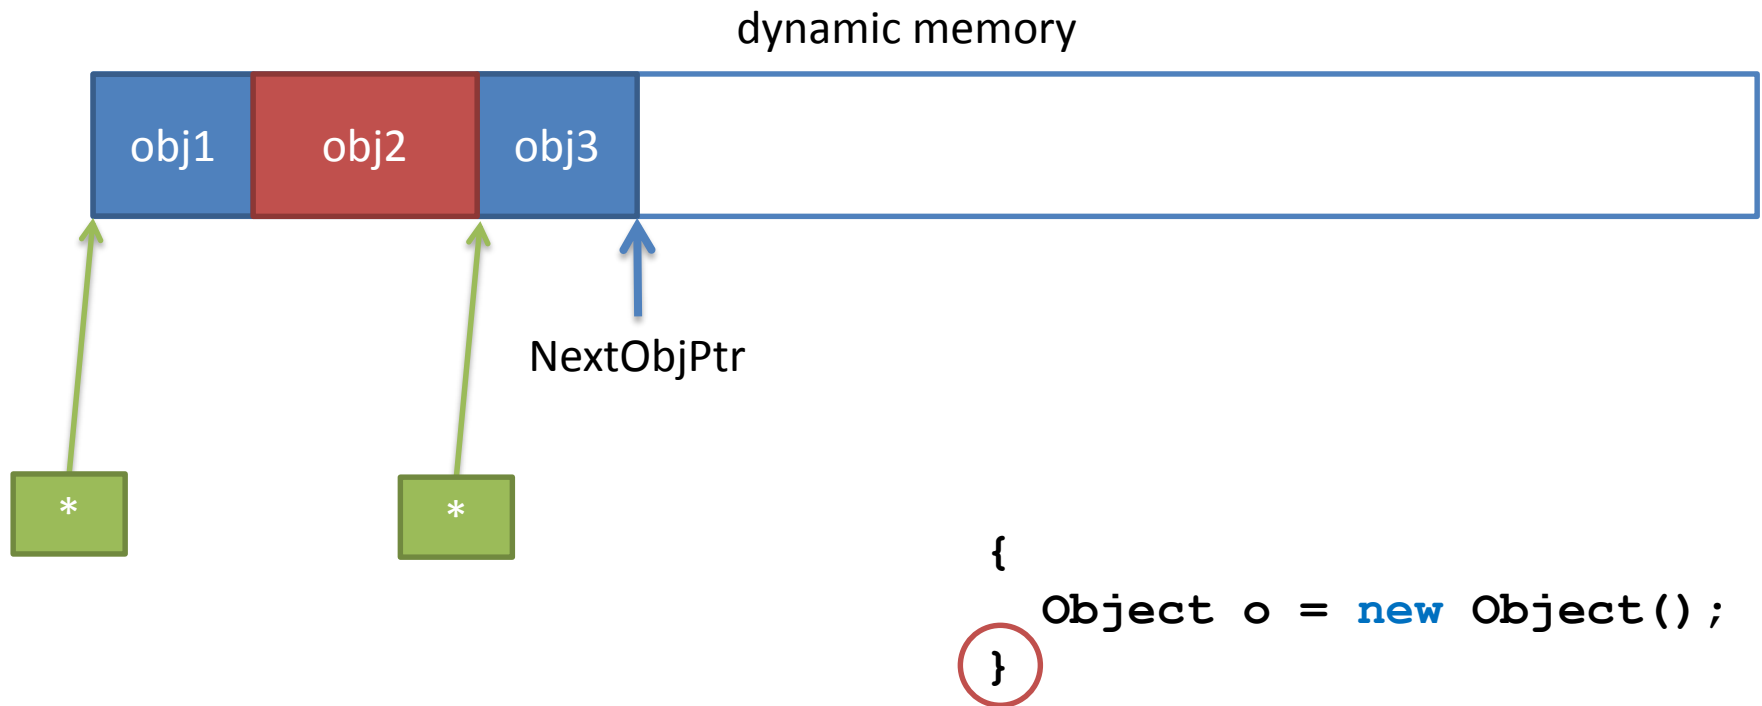 dynamic memory
obj1 obj2 obj3
NextObjPtr
* *
{
Object o = new Object();
}